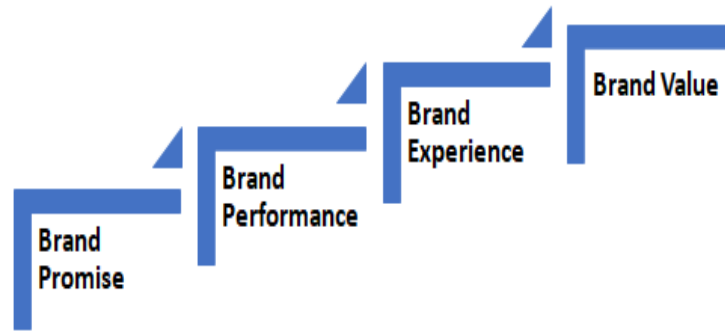 Brand
Promise
Brand
Performance
Brand
Experience
Brand Value